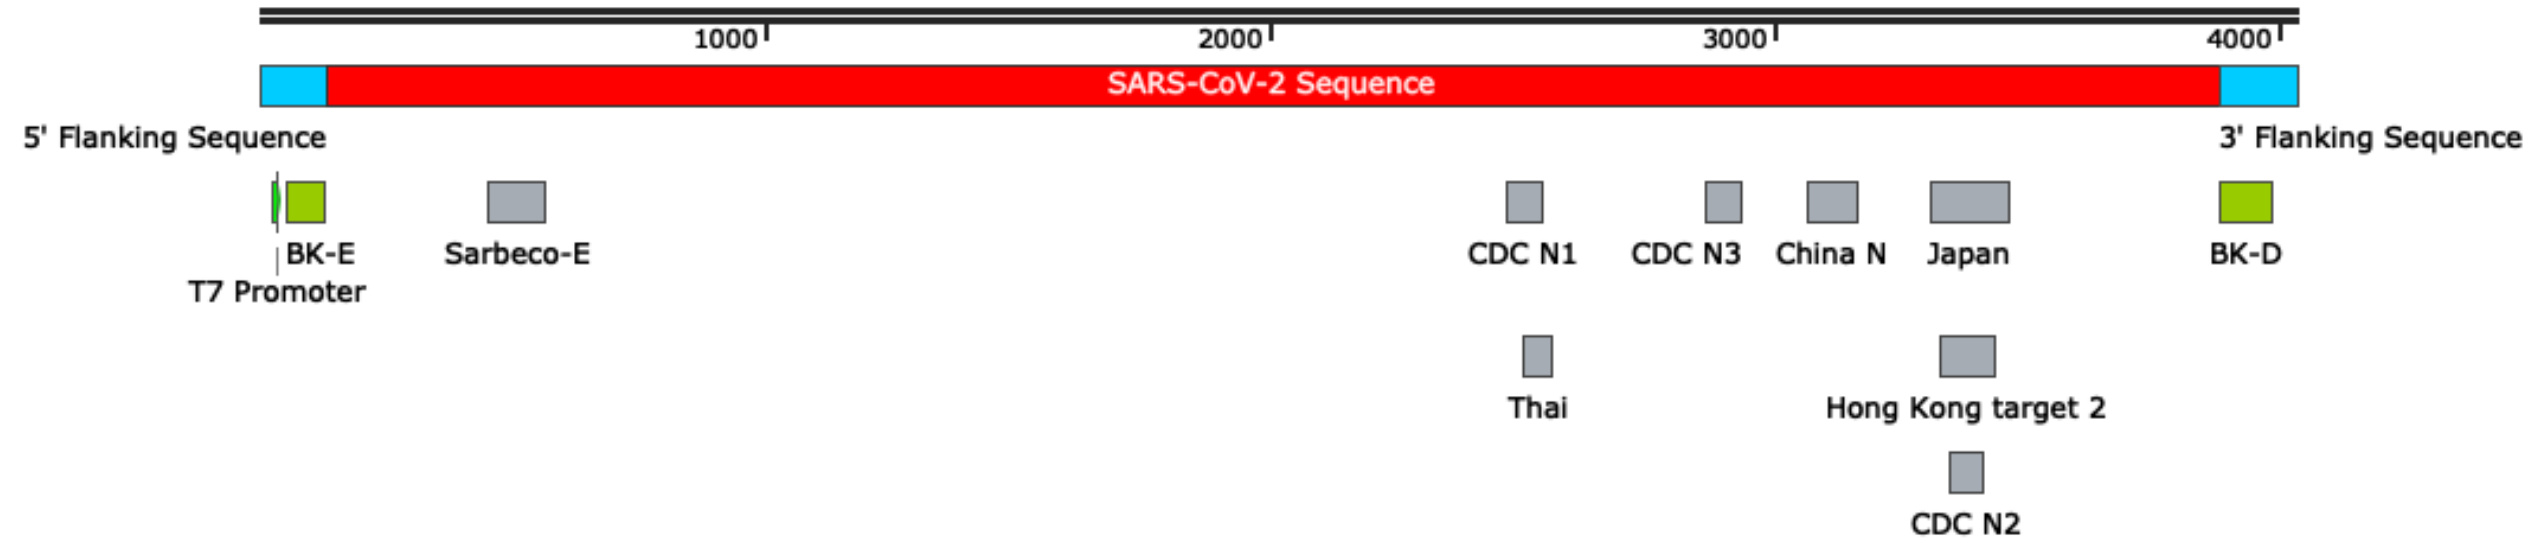 1000 2000 3000 4000
SARS-CoV-2 Sequence
5' Flanking Sequence 3' Flanking Sequence
BK-E Sarbeco-E CDC N1 CDC N3 China N Japan BK-D
T7 Promoter
Thai Hong Kong target 2
CDC N2